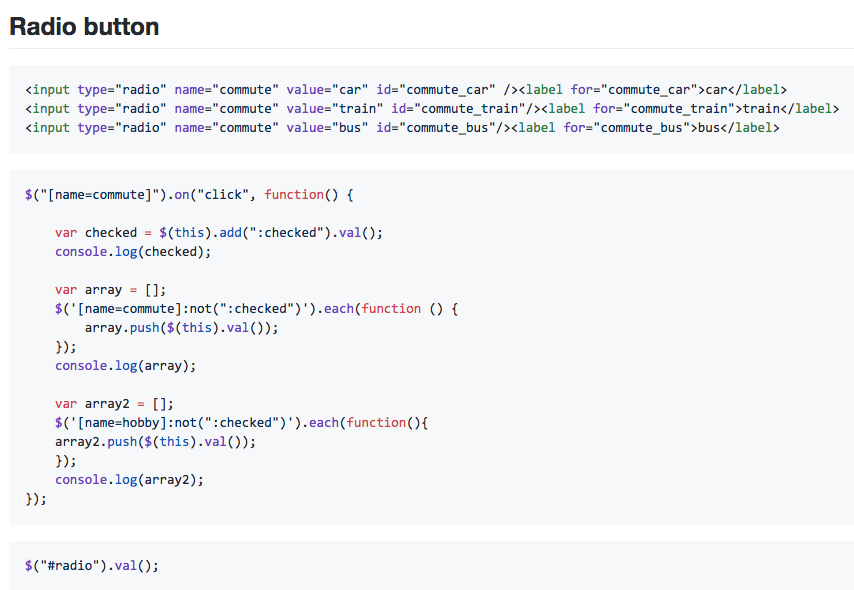 Radio button
<input type="radio" name="commute" value="car" id="commute_car" /><label for="commute_car">car</label>
<input type="radio" name="commute" value="train" id="commute_train"/><label for="commute_train">train</label>
<input type="radio" name="commute" value="bus" id="commute_bus"/><label for="commute_bus">bus</label>
$("[name=commute]").on("click", function() {
    var checked = $(this).add(":checked").val();
    console.log(checked);
    var array = [];
    $('[name=commute]:not(":checked")').each(function () {
        array.push($(this).val());
    });
    console.log(array);
    var array2 = [];
    $('[name=hobby]:not(":checked")').each(function(){
    array2.push($(this).val());
    });
    console.log(array2);
});
$("#radio").val();